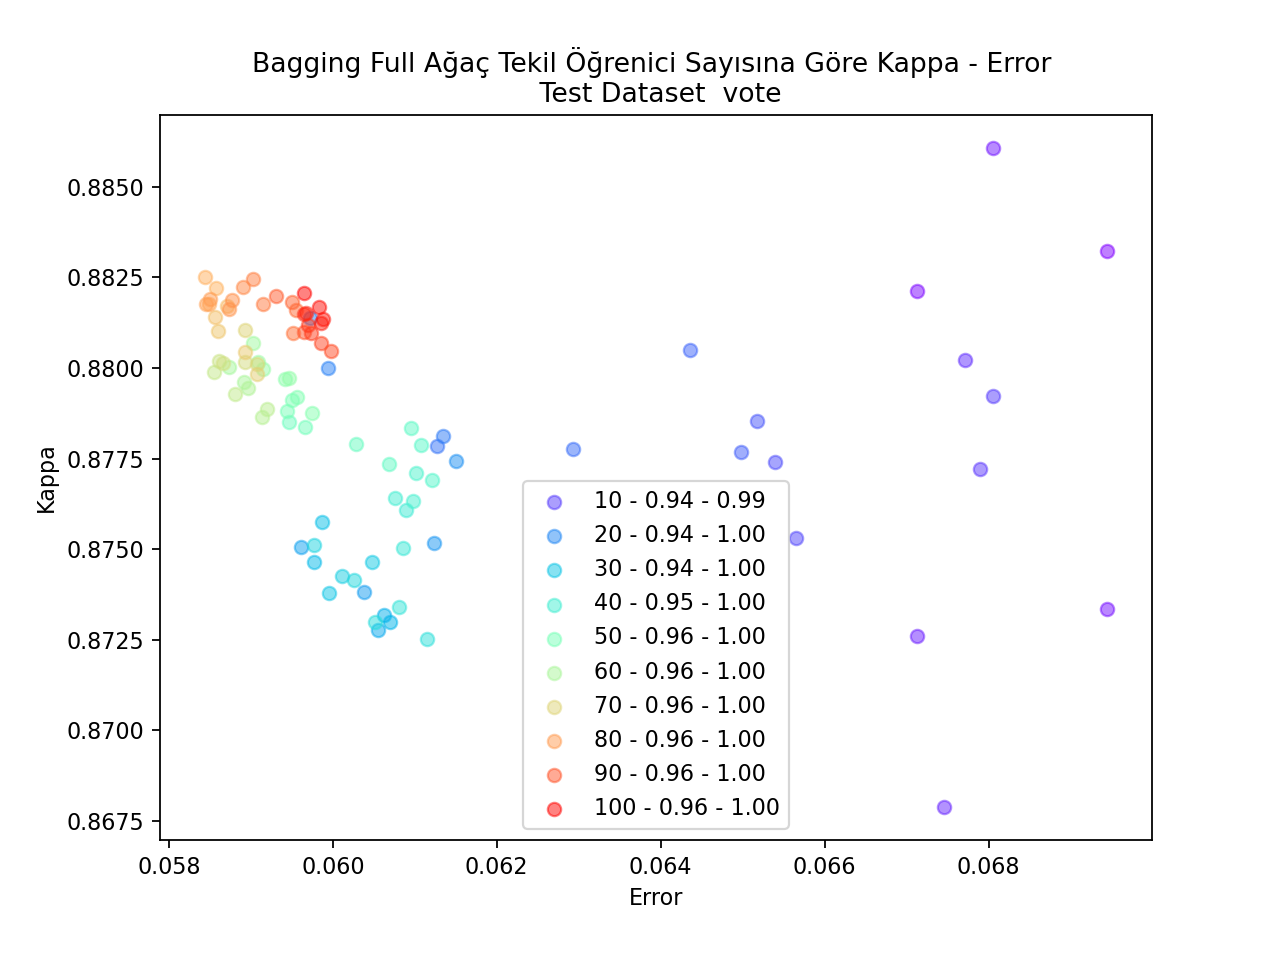 Bagging Full Ağaç Tekil Öğrenici Sayısına Göre Kappa - Error
Test Dataset  vote
0.8850
0.8825
0.8800
0.8775
0.8750
0.8725
0.8700
0.8675
Kappa
10 - 0.94 - 0.99
20 - 0.94 - 1.00
30 - 0.94 - 1.00
40 - 0.95 - 1.00
50 - 0.96 - 1.00
60 - 0.96 - 1.00
70 - 0.96 - 1.00
80 - 0.96 - 1.00
90 - 0.96 - 1.00
100 - 0.96 - 1.00
0.058 0.060 0.062 0.064 0.066 0.068
Error